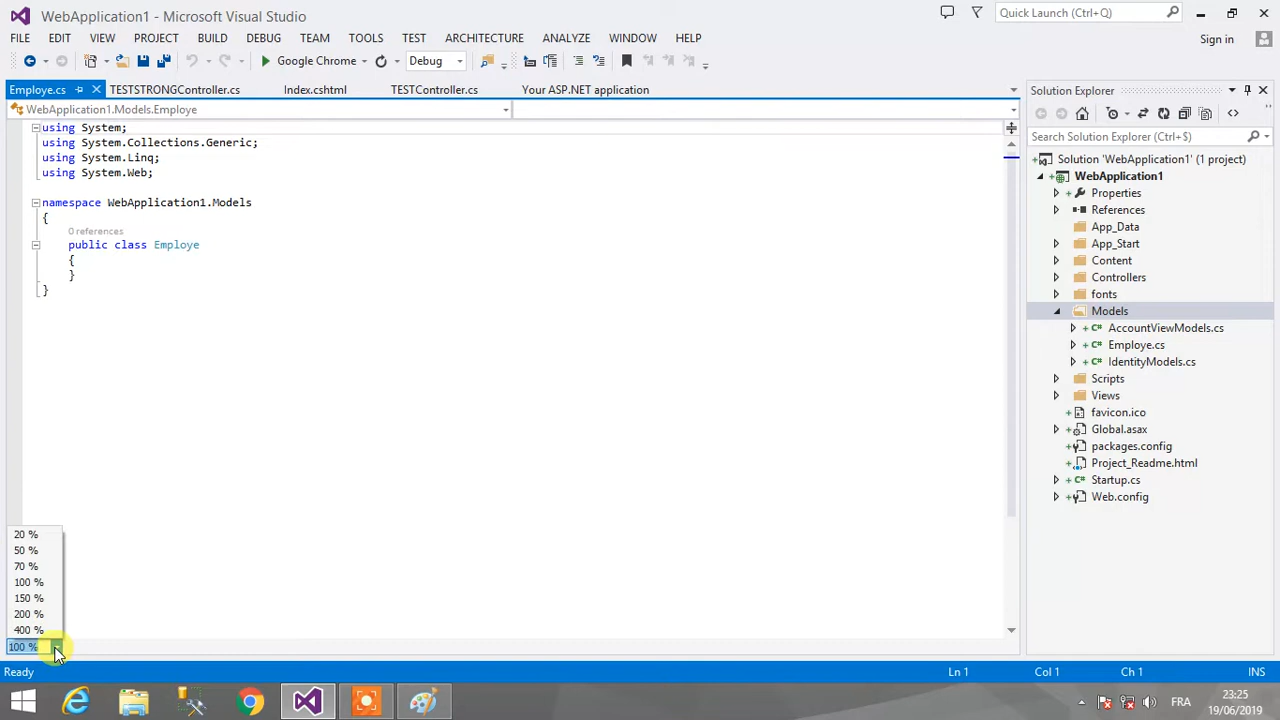 WebApplication1 - Microsoft Visual Studio
Quick Launch (Ctrl+Q)
FILE EDIT VIEW PROJECT BUILD DEBUG TEAM TOOLS TEST ARCHITECTURE ANALYZE WINDOW HELP
Sign in
Google Chrome
Debug
Employe.cs
TESTSTRONGController.cs
Index.cshtml
TESTController.cs
Your ASP.NET application
WebApplication1.Models.Employe
using System;
using System.Collections.Generic;
using System.Linq;
using System.Web;
namespace WebApplication1.Models
{
0 references
public class Employe
{
}
}
20 %
50 %
70 %
100 %
150 %
200 %
400 %
100 %
Solution Explorer
Search Solution Explorer (Ctrl+$)
Solution 'WebApplication1' (1 project)
WebApplication1
Properties
References
App_Data
App_Start
Content
Controllers
fonts
Models
AccountViewModels.cs
Employe.cs
IdentityModels.cs
Scripts
Views
favicon.ico
Global.asax
packages.config
Project_Readme.html
Startup.cs
Web.config
Ready
Ln 1
Col 1
Ch 1
INS
FRA
23:25
19/06/2019